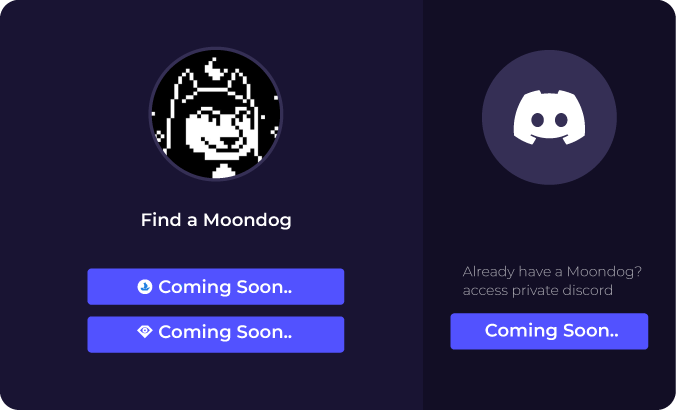 Find a Moondog
Coming Soon..
Coming Soon..
Already have a Moondog?
access private discord
Coming Soon..